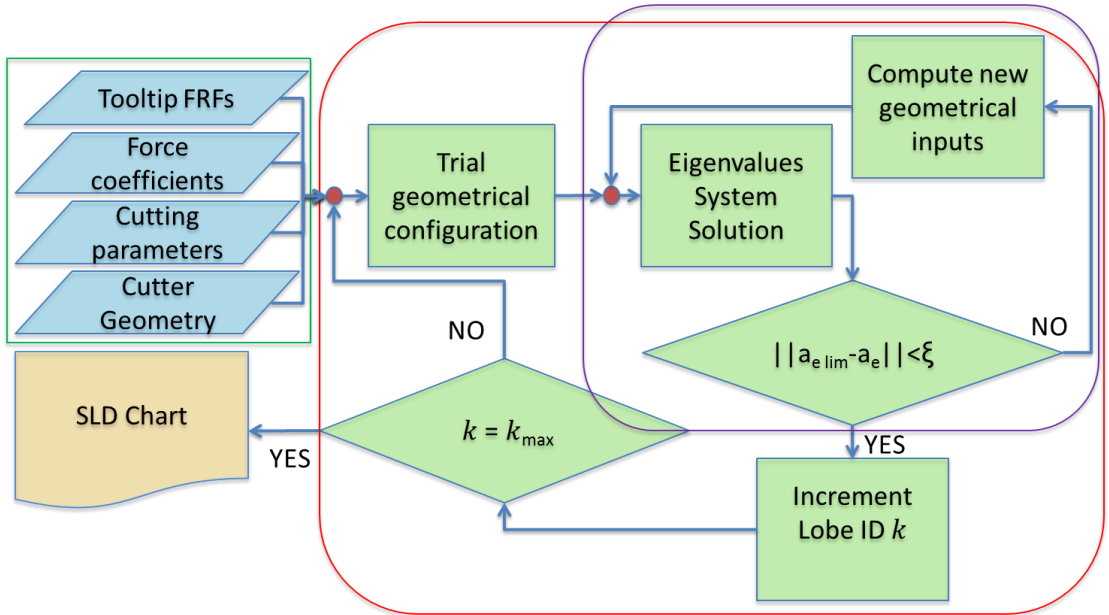 Tooltip FRFs
Force
coefficients
Cutting
parameters
Cutter
Geometry
Trial
geometrical
configuration
Eigenvalues
System
Solution
Compute new
geometrical
inputs
||ae lim-ae||<ξ
NO
YES
Increment
Lobe ID k
k = kmax
NO
YES
SLD Chart